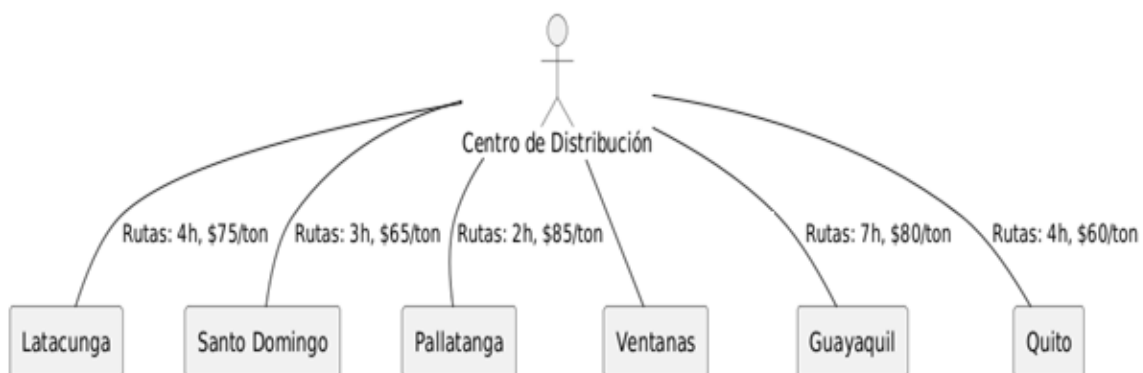 Centro de Distribución
Rutas: 4h, $75/ton
Rutas: 3h, $65/ton
Rutas: 2h, $85/ton
Rutas: 7h, $80/ton
Rutas: 4h, $60/ton
Latacunga
Santo Domingo
Pallatanga
Ventanas
Guayaquil
Quito